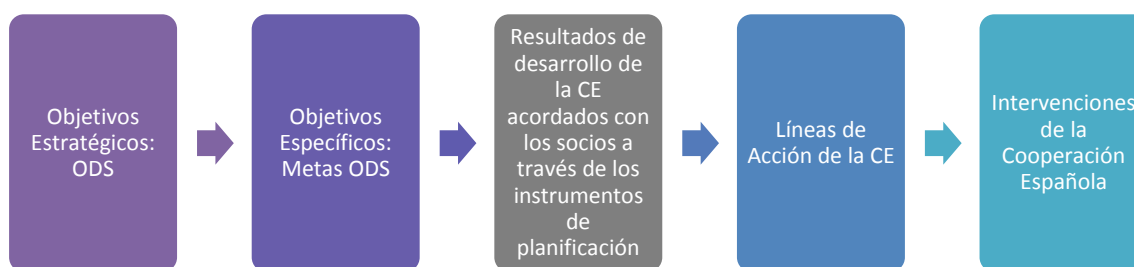 Objetivos
Estratégicos:
ODS
Objetivos
Específicos:
Metas ODS
Resultados de
desarrollo de
la CE
acordados con
los socios a
través de los
instrumentos
de
planificación
Líneas de
Acción de la CE
Intervenciones
de la
Cooperación
Española